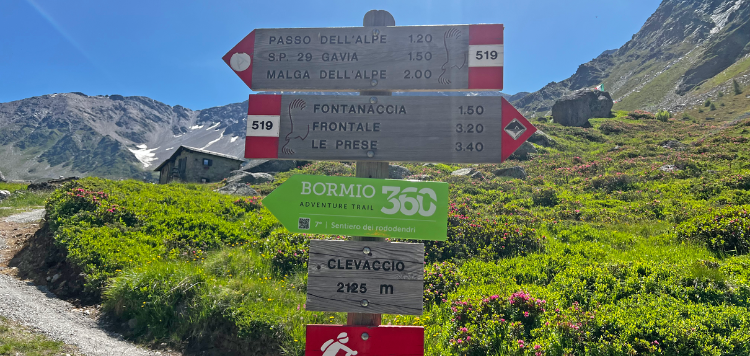 PASSO DELL'ALPE 1.20
S.P. 29 GAVIA 1.50
MALGA DELL'ALPE 2.00
519
519
FONTANACCIA 1.50
FRONTALE 3.20
LE PRESE 3.40
BORMIO 360
ADVENTURE TRAIL
7° | Sentiero dei rododendri
CLEVACCIO
2125 m